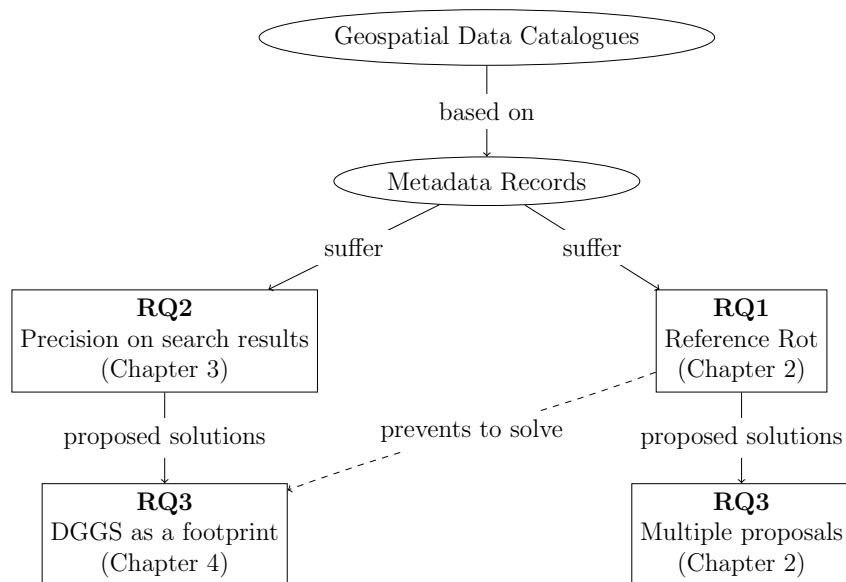 Geospatial Data Catalogues
based on
Metadata Records
suffer
suffer
RQ2
Precision on search results
(Chapter 3)
RQ1
Reference Rot
(Chapter 2)
proposed solutions
prevents to solve
proposed solutions
RQ3
DGGS as a footprint
(Chapter 4)
RQ3
Multiple proposals
(Chapter 2)